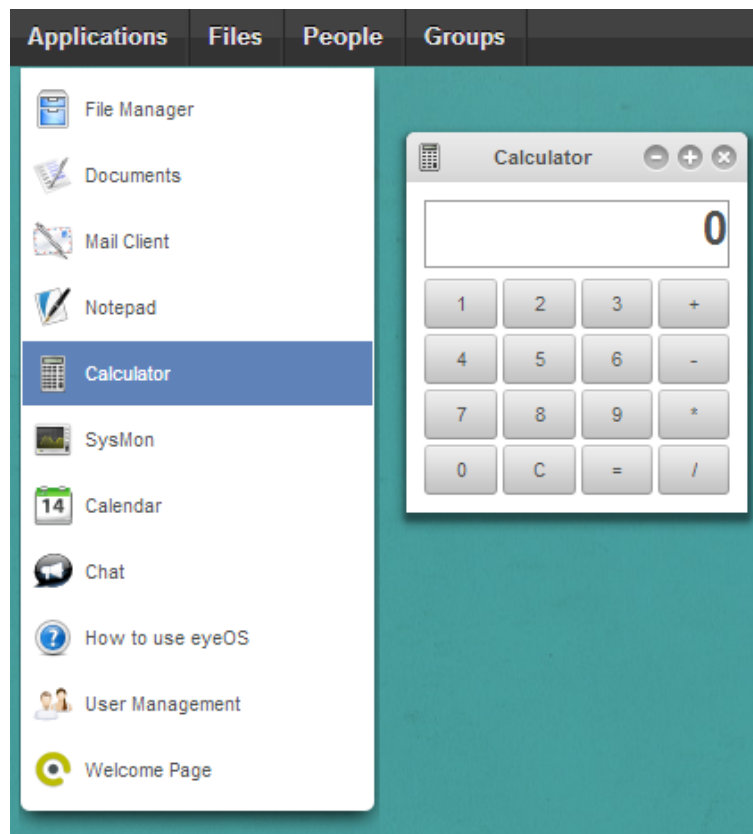 Applications Files People Groups
File Manager
Documents
Mail Client
Notepad
Calculator
SysMon
14 Calendar
Chat
? How to use eyeOS
User Management
Welcome Page
Calculator
0
1 2 3 +
4 5 6 -
7 8 9 *
0 C = /